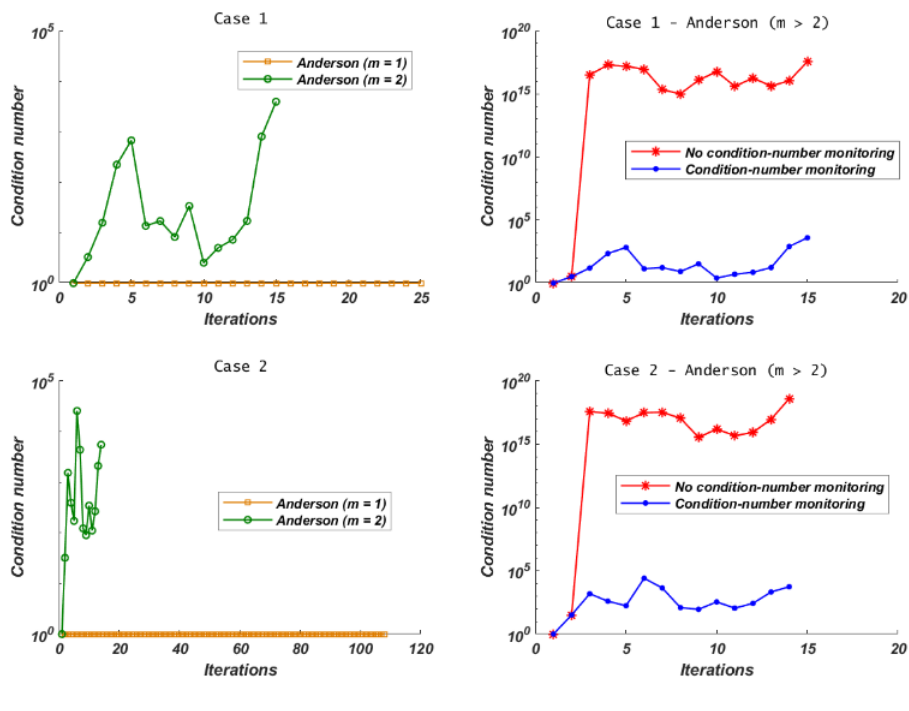 Case 1
10^5
Condition number
10^0
Anderson (m = 1)
Anderson (m = 2)
0 5 10 15 20 25
Iterations
Case 1 - Anderson (m > 2)
10^20
10^15
10^10
10^5
10^0
Condition number
No condition-number monitoring
Condition-number monitoring
0 5 10 15 20
Iterations
Case 2
10^5
Condition number
10^0
Anderson (m = 1)
Anderson (m = 2)
0 20 40 60 80 100 120
Iterations
Case 2 - Anderson (m > 2)
10^20
10^15
10^10
10^5
10^0
Condition number
No condition-number monitoring
Condition-number monitoring
0 5 10 15 20
Iterations